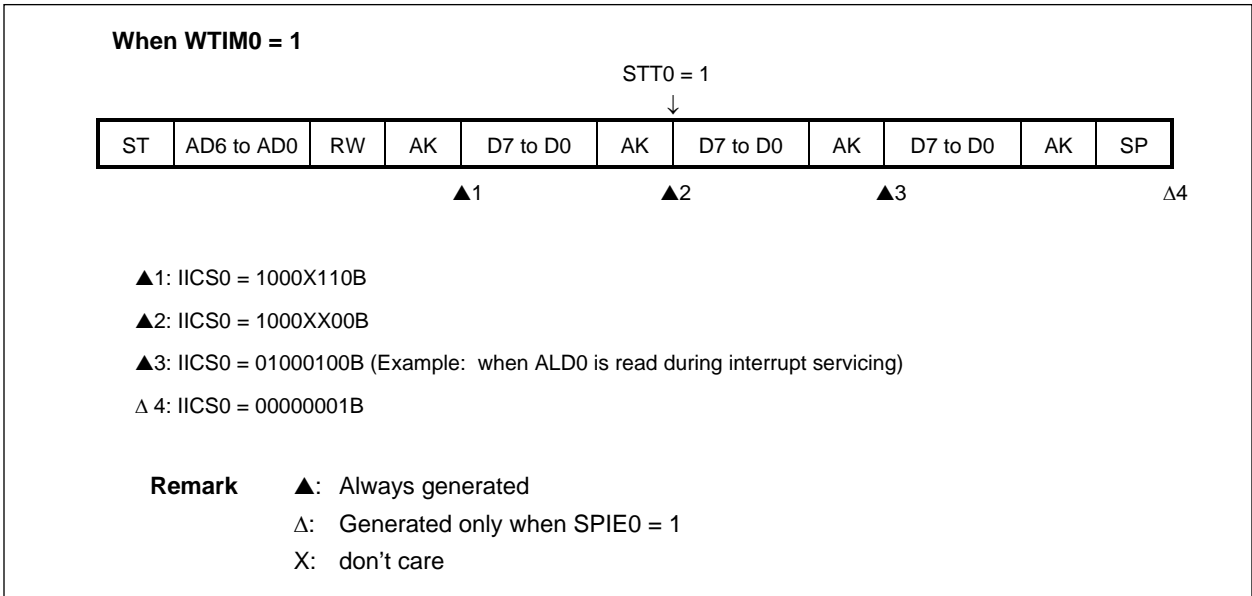 When WTIM0 = 1
STT0 = 1
↓
ST AD6 to AD0 RW AK D7 to D0 AK D7 to D0 AK D7 to D0 AK SP
▲1 ▲2 ▲3 Δ4
▲1: IICS0 = 1000X110B
▲2: IICS0 = 1000XX00B
▲3: IICS0 = 01000100B (Example: when ALD0 is read during interrupt servicing)
Δ 4: IICS0 = 00000001B
Remark ▲: Always generated
Δ: Generated only when SPIE0 = 1
X: don't care